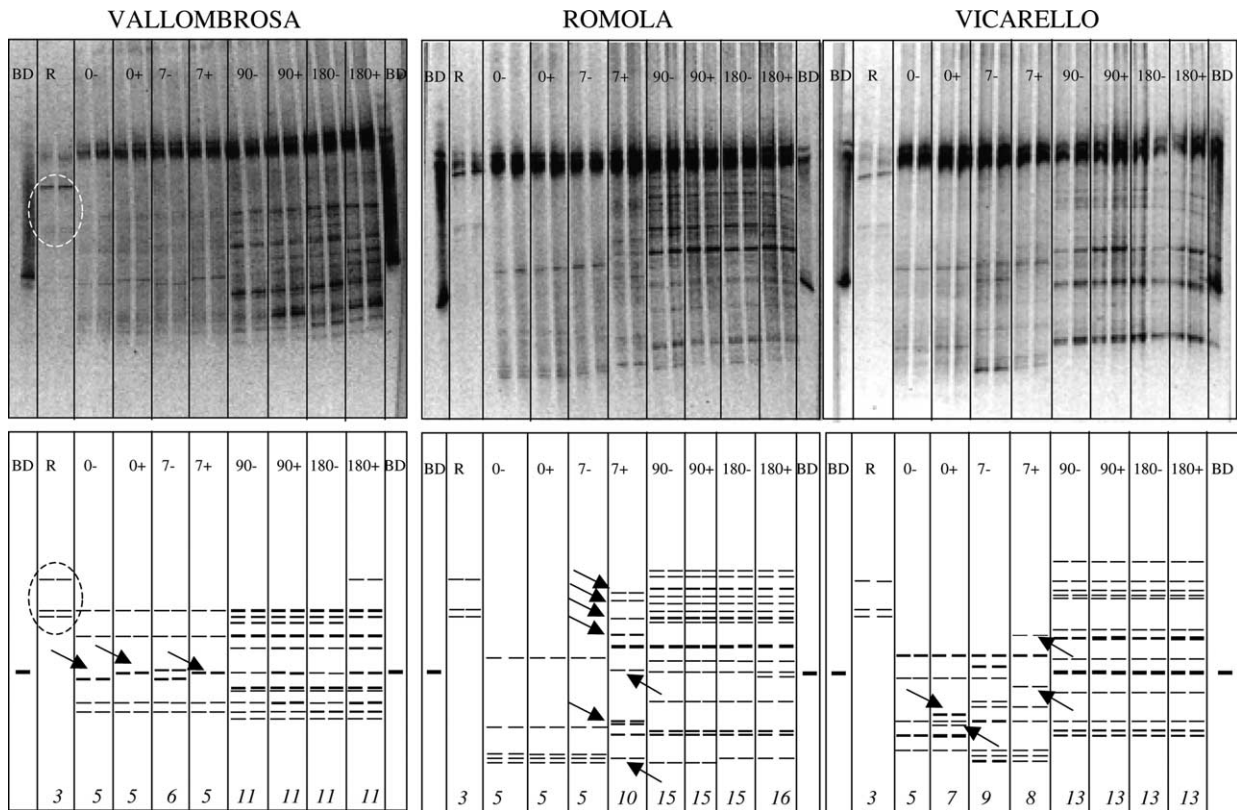 VALLOMBROSA ROMOLA VICARELLO
BD R 0- 0+ 7- 7+ 90- 90+ 180- 180+ BD
BD R 0- 0+ 7- 7+ 90- 90+ 180- 180+ BD
BD R 0- 0+ 7- 7+ 90- 90+ 180- 180+ BD
BD R 0- 0+ 7- 7+ 90- 90+ 180- 180+ BD
BD R 0- 0+ 7- 7+ 90- 90+ 180- 180+ BD
BD R 0- 0+ 7- 7+ 90- 90+ 180- 180+ BD
3 5 5 6 5 11 11 11 11
3 5 5 5 10 15 15 15 16
3 5 7 9 8 13 13 13 13